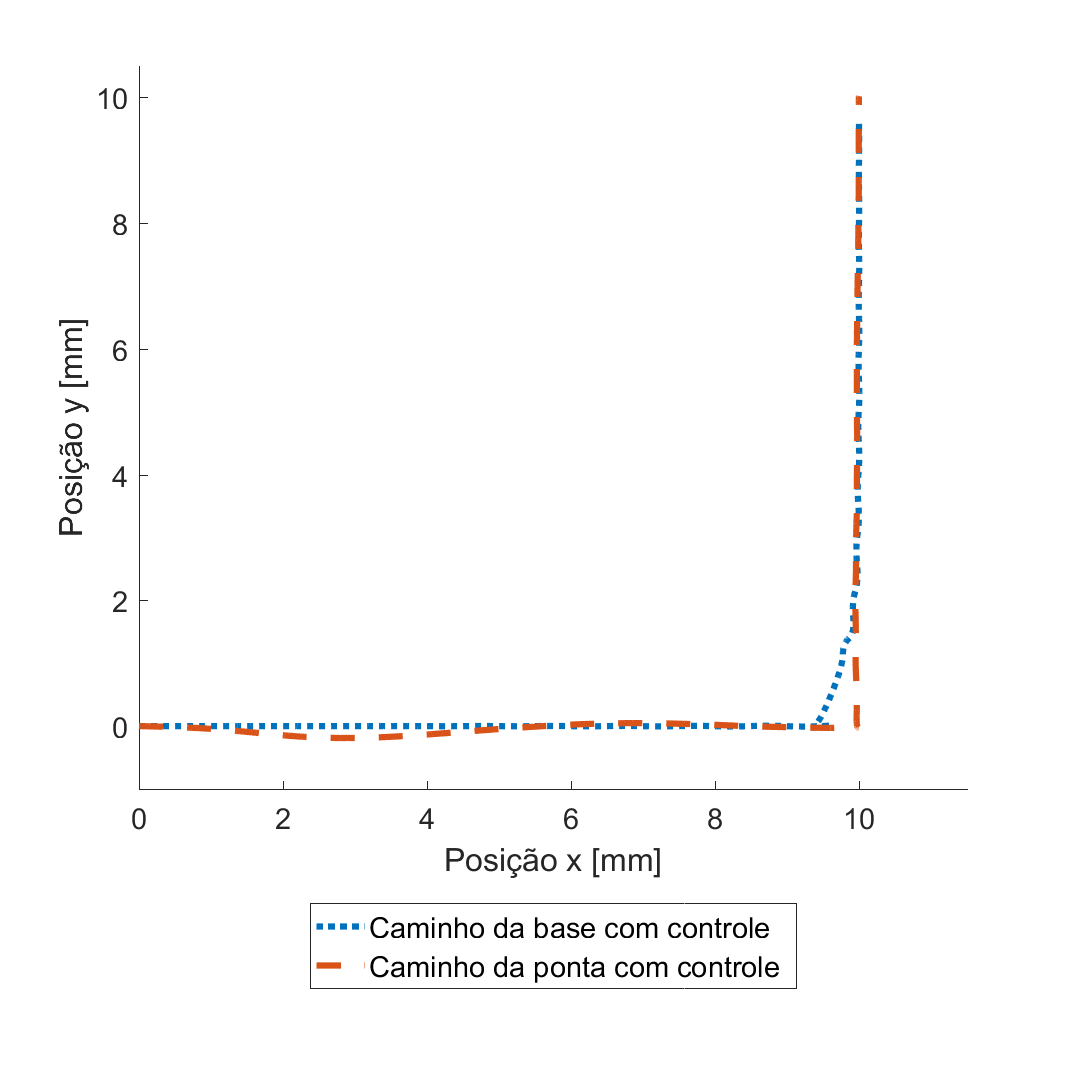 10
8
6
4
2
0
Posição y [mm]
0 2 4 6 8 10
Posição x [mm]
Caminho da base com controle
Caminho da ponta com controle